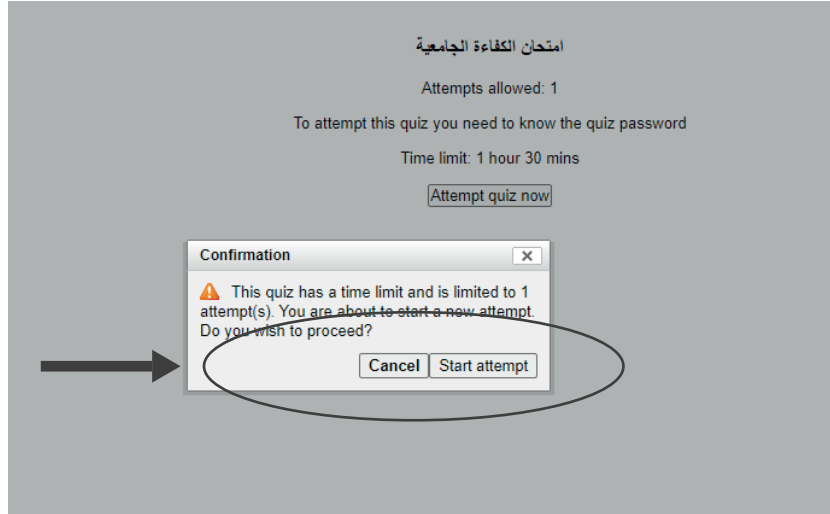 امتحان الكفاءة الجامعية
Attempts allowed: 1
To attempt this quiz you need to know the quiz password
Time limit: 1 hour 30 mins
Attempt quiz now
Confirmation
This quiz has a time limit and is limited to 1
attempt(s). You are about to start a new attempt.
Do you wish to proceed?
Cancel Start attempt